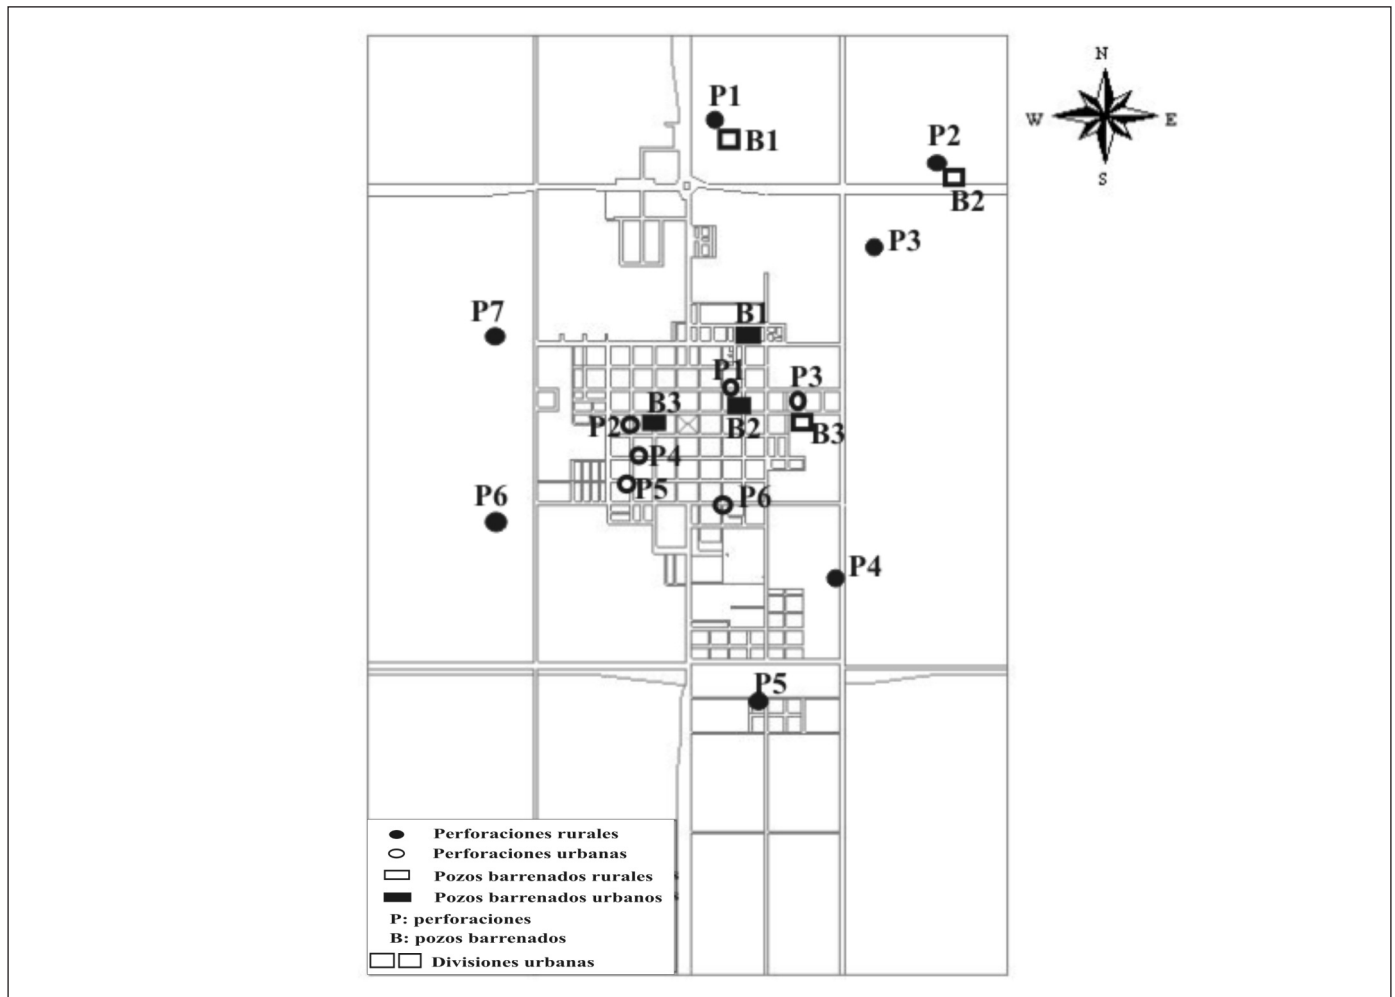 N
W
E
S
P1
B1
P2
B2
P3
P7
B1
P1
P3
B3
P2
B2
B3
P4
P5
P6
P6
P4
P5
Perforaciones rurales
Perforaciones urbanas
Pozos barrenados rurales
Pozos barrenados urbanos
P: perforaciones
B: pozos barrenados
Divisiones urbanas